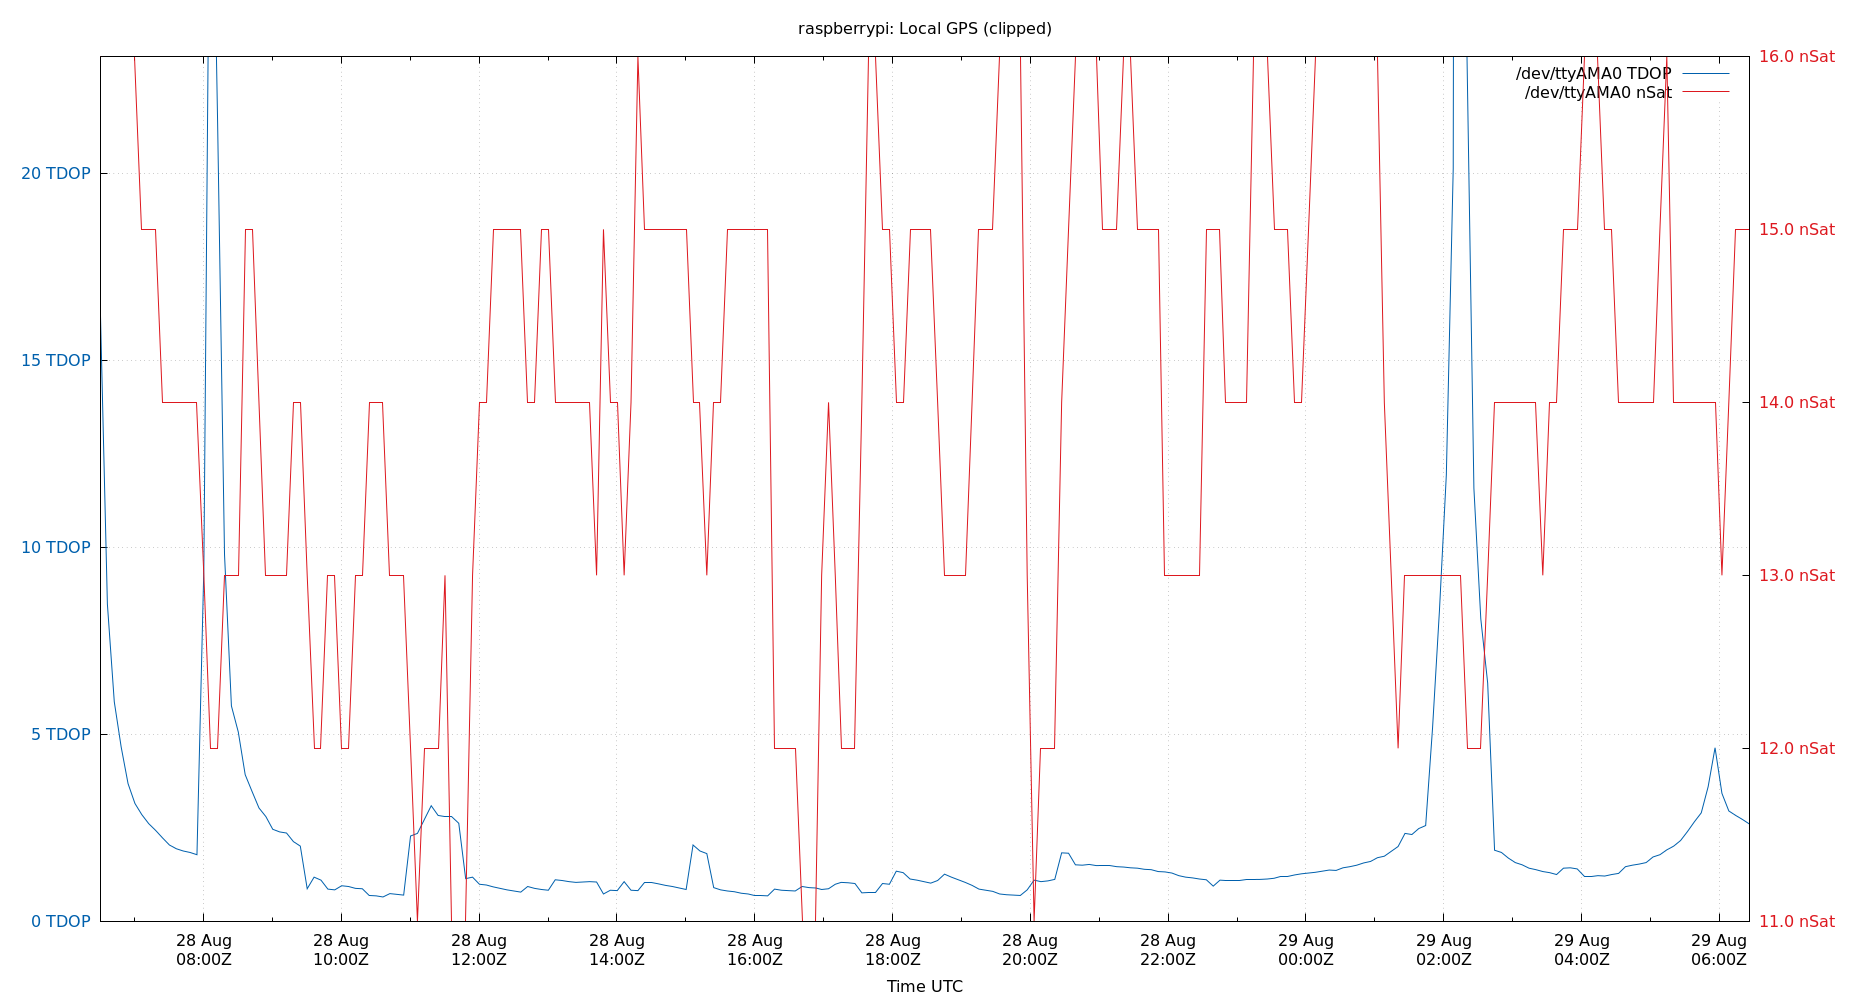 raspberrypi: Local GPS (clipped)
16.0 nSat
/dev/ttyAMA0 TDOP
/dev/ttyAMA0 nSat
20 TDOP
15.0 nSat
15 TDOP
14.0 nSat
10 TDOP
13.0 nSat
5 TDOP
12.0 nSat
0 TDOP
11.0 nSat
28 Aug 28 Aug 28 Aug 28 Aug 28 Aug 28 Aug 28 Aug 28 Aug 29 Aug 29 Aug 29 Aug 29 Aug
08:00Z 10:00Z 12:00Z 14:00Z 16:00Z 18:00Z 20:00Z 22:00Z 00:00Z 02:00Z 04:00Z 06:00Z
Time UTC